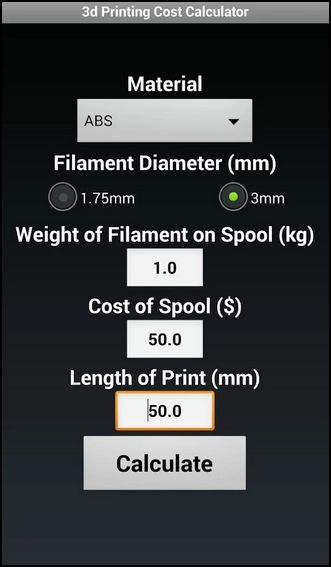 3d Printing Cost Calculator
Material
ABS
Filament Diameter (mm)
1.75mm 3mm
Weight of Filament on Spool (kg)
1.0
Cost of Spool ($)
50.0
Length of Print (mm)
50.0
Calculate